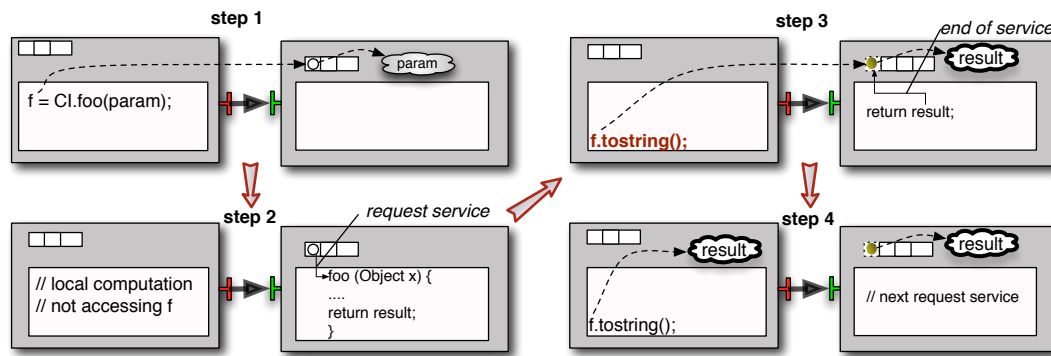 step 1
param
f = CI.foo(param);
step 2
request service
// local computation
// not accessing f
foo (Object x) {
....
return result;
}
step 3
end of service
result
return result;
f.tostring();
step 4
result
f.tostring();
result
// next request service